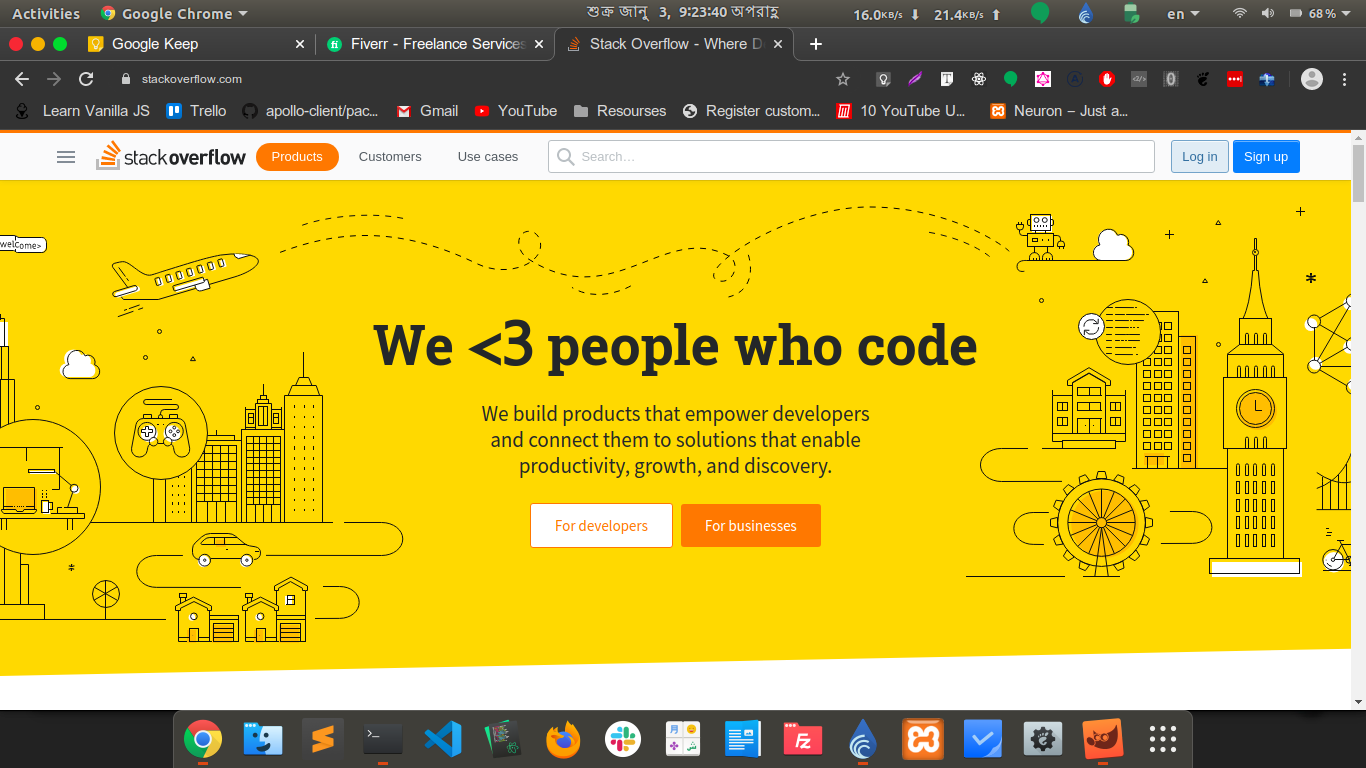 Activities Google Chrome শুক্র জানু 3, 9:23:40 অপরাহ্ণ 16.0KB/s 21.4KB/s en 68%
Google Keep Fiverr - Freelance Services Stack Overflow - Where D
stackoverflow.com
Learn Vanilla JS Trello apollo-client/pac... Gmail YouTube Resourses Register custom... 10 YouTube U... Neuron – Just a...
stackoverflow Products Customers Use cases Search… Log in Sign up
We <3 people who code
We build products that empower developers
and connect them to solutions that enable
productivity, growth, and discovery.
For developers For businesses